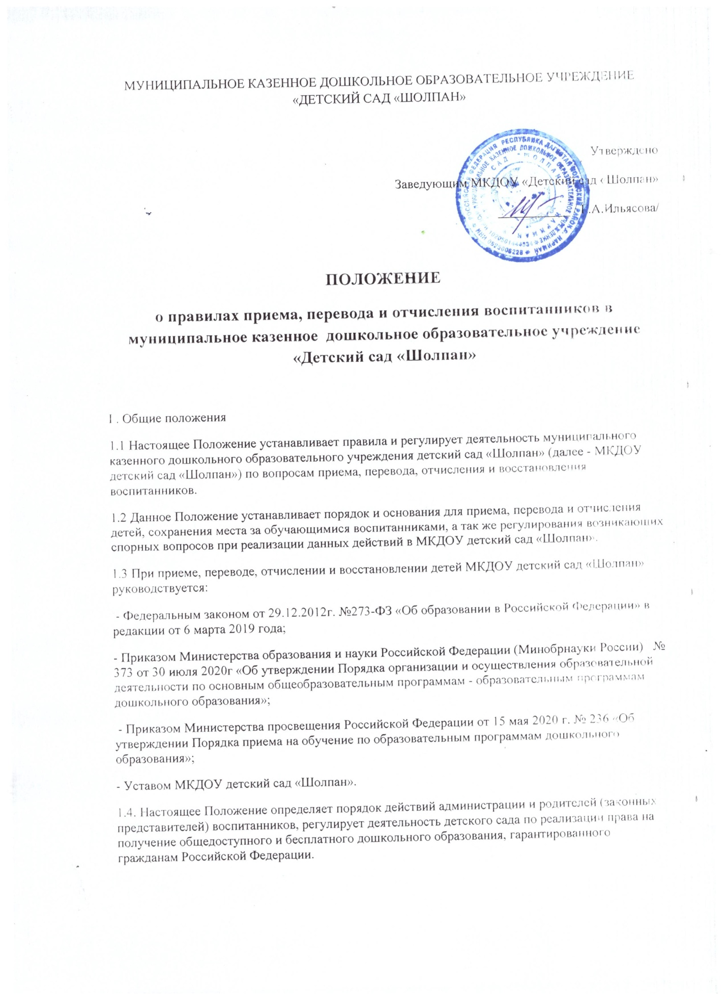 МУНИЦИПАЛЬНОЕ КАЗЕННОЕ ДОШКОЛЬНОЕ ОБРАЗОВАТЕЛЬНОЕ УЧРЕЖДЕНИЕ
«ДЕТСКИЙ САД «ШОЛПАН»
Утверждено
Заведующим МКДОУ «Детский сад «Шолпан»
.А.Ильясова/
РОССИЙСКАЯ ФЕДЕРАЦИЯ РЕСПУБЛИКА ДАГЕСТАН НОГАЙСКИЙ РАЙОН С. НАРИМАН * ИНН 0525006228 *
МУНИЦИПАЛЬНОЕ КАЗЕННОЕ ДОШКОЛЬНОЕ ОБРАЗОВАТЕЛЬНОЕ УЧРЕЖДЕНИЕ *
САД "ШОЛПАН"
НАРИМАН
ПОЛОЖЕНИЕ
о правилах приема, перевода и отчисления воспитанников в
муниципальное казенное дошкольное образовательное учреждение
«Детский сад «Шолпан»
I . Общие положения
1.1 Настоящее Положение устанавливает правила и регулирует деятельность муниципального
казенного дошкольного образовательного учреждения детский сад «Шолпан» (далее - МКДОУ
детский сад «Шолпан») по вопросам приема, перевода, отчисления и восстановления
воспитанников.
1.2 Данное Положение устанавливает порядок и основания для приема, перевода и отчисления
детей, сохранения места за обучающимися воспитанниками, а так же регулирования возникающих
спорных вопросов при реализации данных действий в МКДОУ детский сад «Шолпан».
1.3 При приеме, переводе, отчислении и восстановлении детей МКДОУ детский сад «Шолпан»
руководствуется:
- Федеральным законом от 29.12.2012г. №273-ФЗ «Об образовании в Российской Федерации» в
редакции от 6 марта 2019 года;
- Приказом Министерства образования и науки Российской Федерации (Минобрнауки России) №
373 от 30 июля 2020г «Об утверждении Порядка организации и осуществления образовательной
деятельности по основным общеобразовательным программам - образовательным программам
дошкольного образования»;
- Приказом Министерства просвещения Российской Федерации от 15 мая 2020 г. № 236 «Об
утверждении Порядка приема на обучение по образовательным программам дошкольного
образования»;
- Уставом МКДОУ детский сад «Шолпан».
1.4. Настоящее Положение определяет порядок действий администрации и родителей (законных
представителей) воспитанников, регулирует деятельность детского сада по реализации права на
получение общедоступного и бесплатного дошкольного образования, гарантированного
гражданам Российской Федерации.